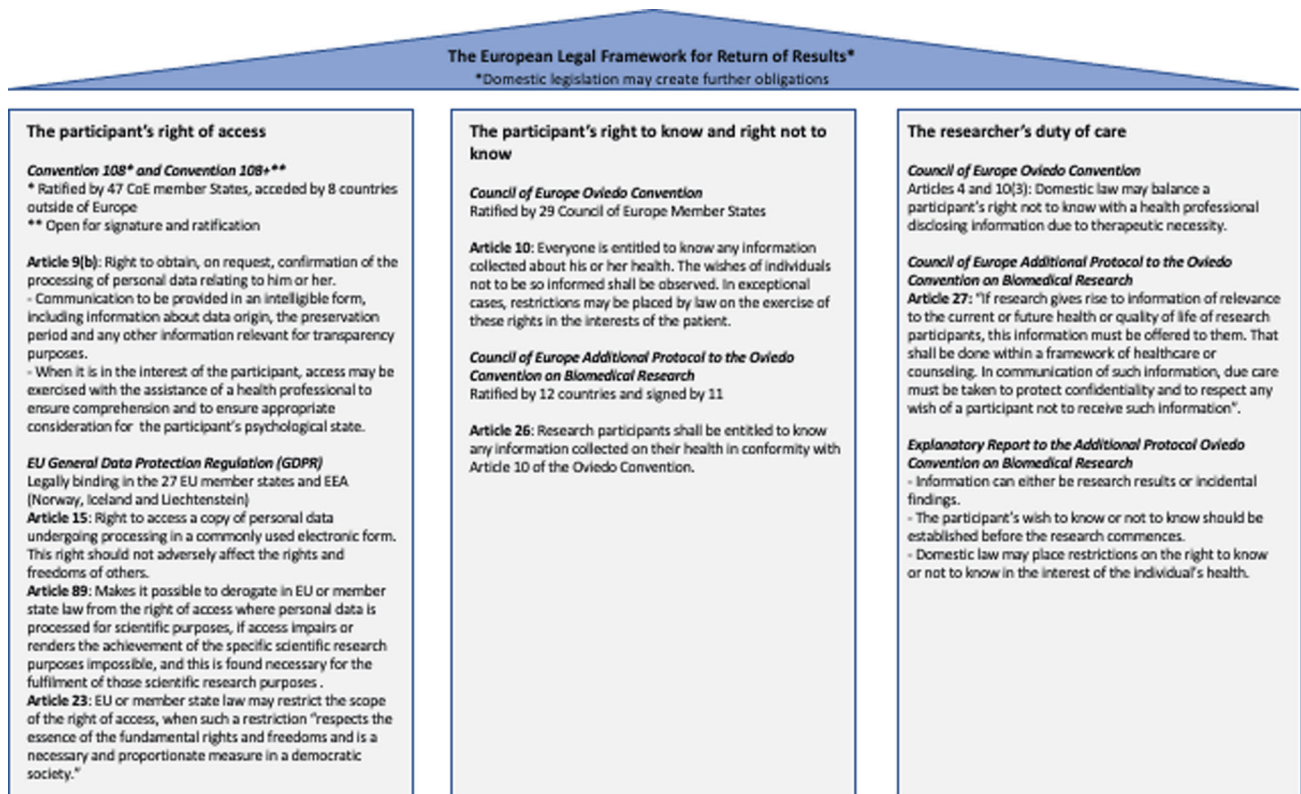 The European Legal Framework for Return of Results*
*Domestic legislation may create further obligations
The participant's right of access
Convention 108* and Convention 108+**
* Ratified by 47 CoE member States, acceded by 8 countries
outside of Europe
** Open for signature and ratification
Article 9(b): Right to obtain, on request, confirmation of the
processing of personal data relating to him or her.
- Communication to be provided in an intelligible form,
including information about data origin, the preservation
period and any other information relevant for transparency
purposes.
- When it is in the interest of the participant, access may be
exercised with the assistance of a health professional to
ensure comprehension and to ensure appropriate
consideration for the participant's psychological state.
EU General Data Protection Regulation (GDPR)
Legally binding in the 27 EU member states and EEA
(Norway, Iceland and Liechtenstein)
Article 15: Right to access a copy of personal data
undergoing processing in a commonly used electronic form.
This right should not adversely affect the rights and
freedoms of others.
Article 89: Makes it possible to derogate in EU or member
state law from the right of access where personal data is
processed for scientific purposes, if access impairs or
renders the achievement of the specific scientific research
purposes impossible, and this is found necessary for the
fulfilment of those scientific research purposes .
Article 23: EU or member state law may restrict the scope
of the right of access, when such a restriction "respects the
essence of the fundamental rights and freedoms and is a
necessary and proportionate measure in a democratic
society."
The participant's right to know and right not to
know
Council of Europe Oviedo Convention
Ratified by 29 Council of Europe Member States
Article 10: Everyone is entitled to know any information
collected about his or her health. The wishes of individuals
not to be so informed shall be observed. In exceptional
cases, restrictions may be placed by law on the exercise of
these rights in the interests of the patient.
Council of Europe Additional Protocol to the Oviedo
Convention on Biomedical Research
Ratified by 12 countries and signed by 11
Article 26: Research participants shall be entitled to know
any information collected on their health in conformity with
Article 10 of the Oviedo Convention.
The researcher's duty of care
Council of Europe Oviedo Convention
Articles 4 and 10(3): Domestic law may balance a
participant's right not to know with a health professional
disclosing information due to therapeutic necessity.
Council of Europe Additional Protocol to the Oviedo
Convention on Biomedical Research
Article 27: "If research gives rise to information of relevance
to the current or future health or quality of life of research
participants, this information must be offered to them. That
shall be done within a framework of healthcare or
counseling. In communication of such information, due care
must be taken to protect confidentiality and to respect any
wish of a participant not to receive such information".
Explanatory Report to the Additional Protocol Oviedo
Convention on Biomedical Research
- Information can either be research results or incidental
findings.
- The participant's wish to know or not to know should be
established before the research commences.
- Domestic law may place restrictions on the right to know
or not to know in the interest of the individual's health.